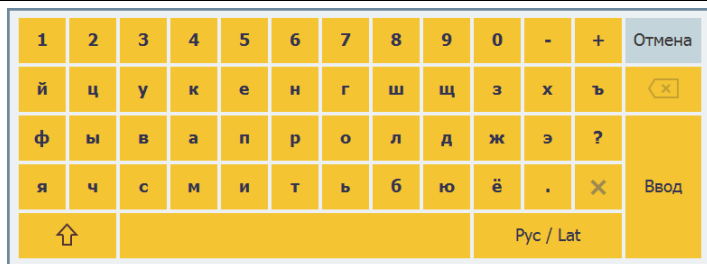 1 2 3 4 5 6 7 8 9 0 - + Отмена
й ц у к е н г ш щ з х ъ
ф ы в а п р о л д ж э ?
я ч с м и т ь б ю ё . Ввод
Рус / Lat